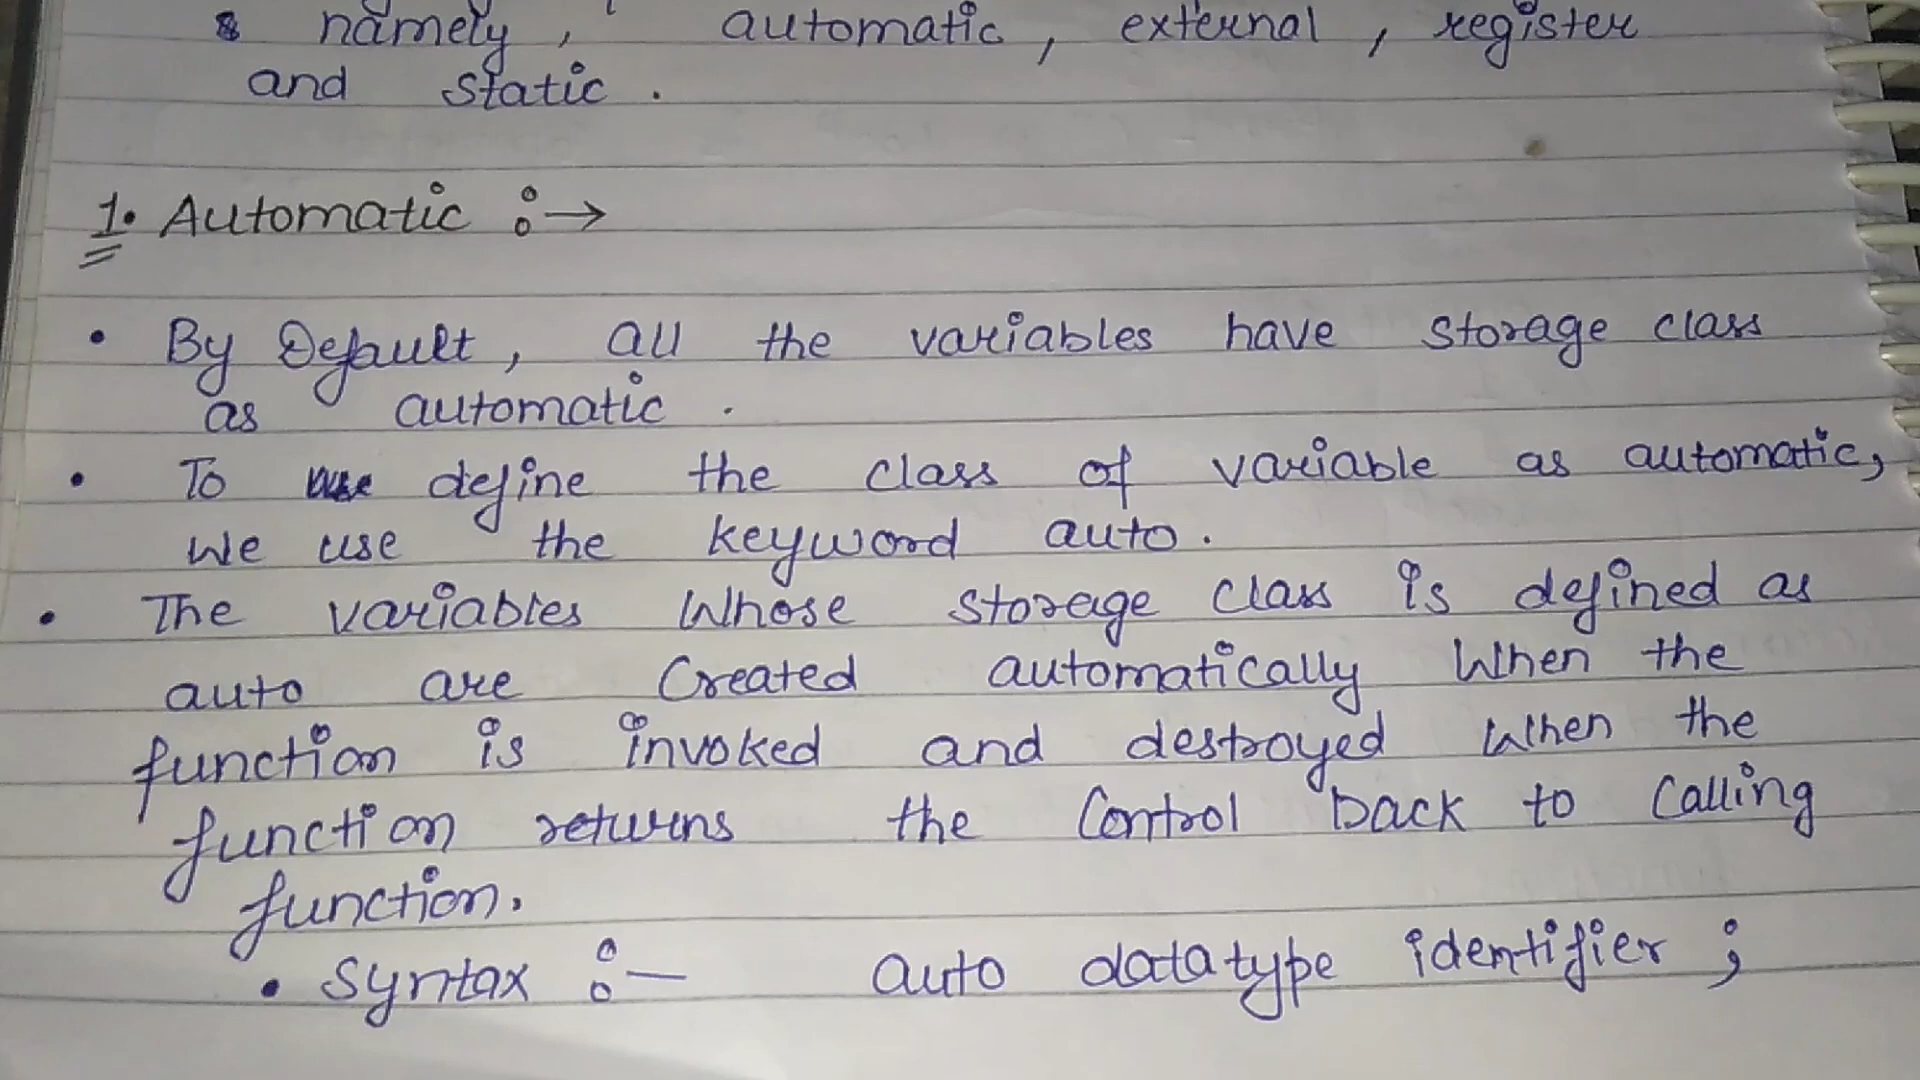 namely, automatic, external, register
and static.
1. Automatic :→
• By Default, all the variables have storage class
as automatic.
• To define the class of variable as automatic,
we use the keyword auto.
• The variables whose storage class is defined as
auto are Created automatically When the
function is invoked and destroyed when the
function returns the Control back to Calling
function.
• Syntax :— auto datatype identifier ;